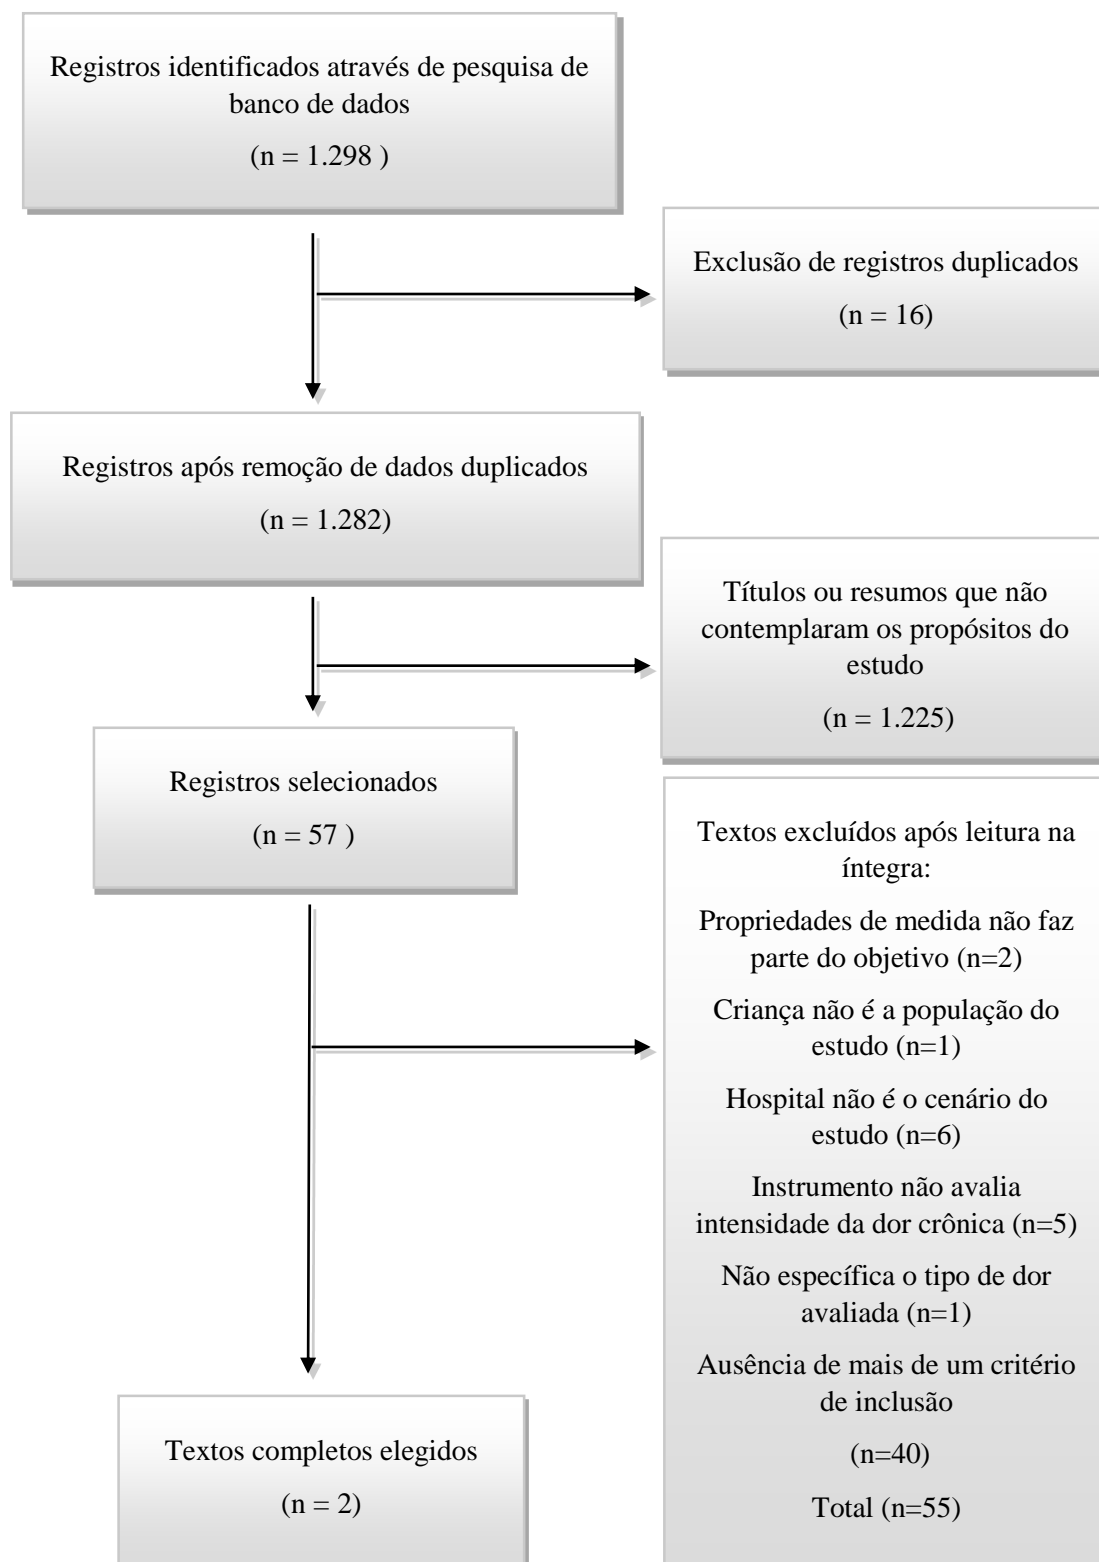 Registros identificados através de pesquisa de
banco de dados
(n = 1.298 )
Exclusão de registros duplicados
(n = 16)
Registros após remoção de dados duplicados
(n = 1.282)
Títulos ou resumos que não
contemplaram os propósitos do
estudo
(n = 1.225)
Registros selecionados
(n = 57 )
Textos excluídos após leitura na
íntegra:
Propriedades de medida não faz
parte do objetivo (n=2)
Criança não é a população do
estudo (n=1)
Hospital não é o cenário do
estudo (n=6)
Instrumento não avalia
intensidade da dor crônica (n=5)
Não específica o tipo de dor
avaliada (n=1)
Ausência de mais de um critério
de inclusão
(n=40)
Total (n=55)
Textos completos elegidos
(n = 2)